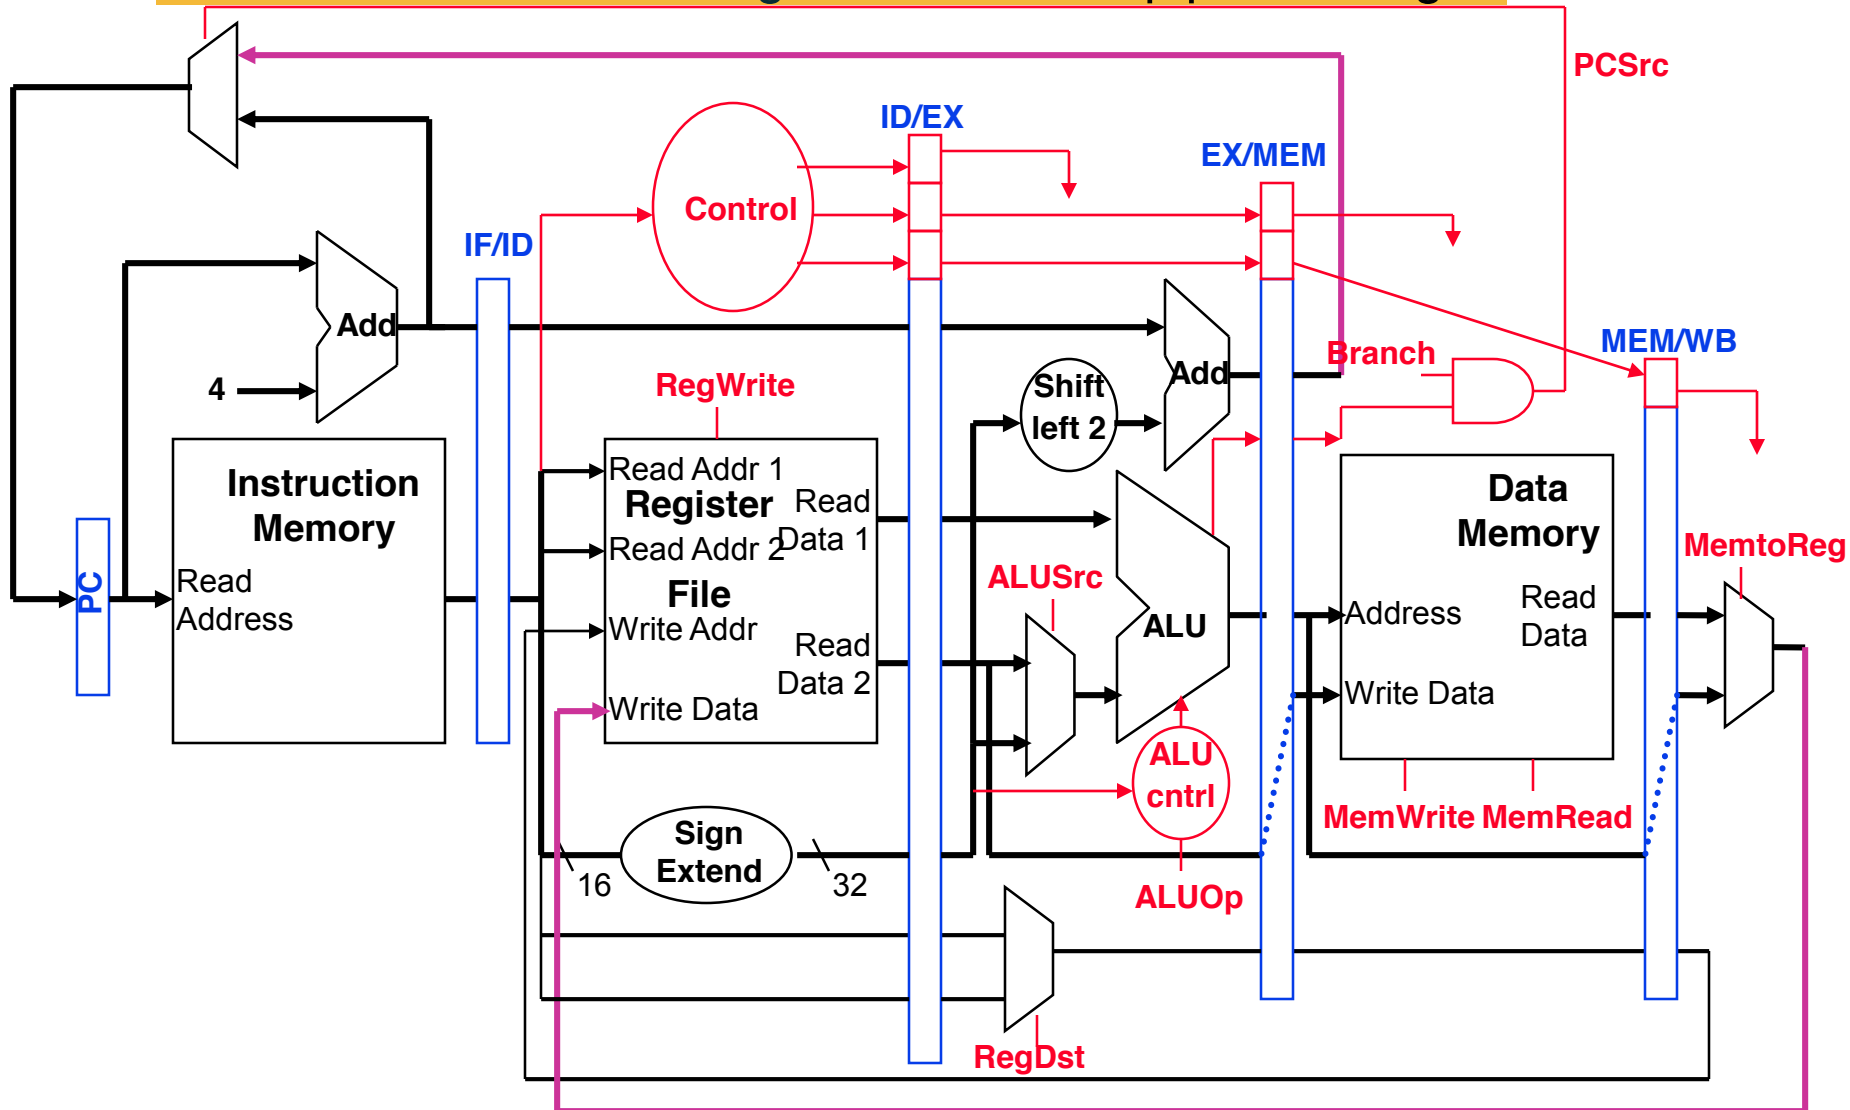 PCSrc
ID/EX
EX/MEM
Control
IF/ID
Add
4
RegWrite
Shift
left 2
Add
Branch
MEM/WB
Instruction
Memory
Read
Address
PC
Read Addr 1
Register
Read
Data 1
Read Addr 2
File
Write Addr
Read
Data 2
Write Data
ALUSrc
ALU
Data
Memory
Address
Read
Data
Write Data
MemtoReg
ALU
cntrl
MemWrite MemRead
Sign
Extend
16
32
ALUOp
RegDst